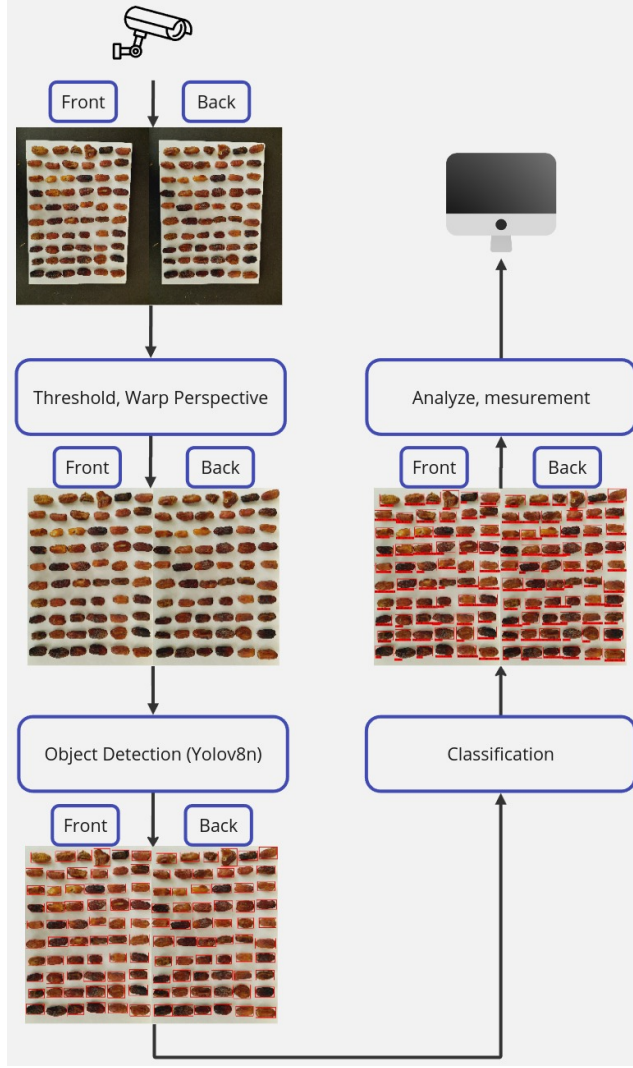 Front
Back
Threshold, Warp Perspective
Front
Back
Object Detection (Yolov8n)
Front
Back
Classification
Front
Back
Analyze, mesurement